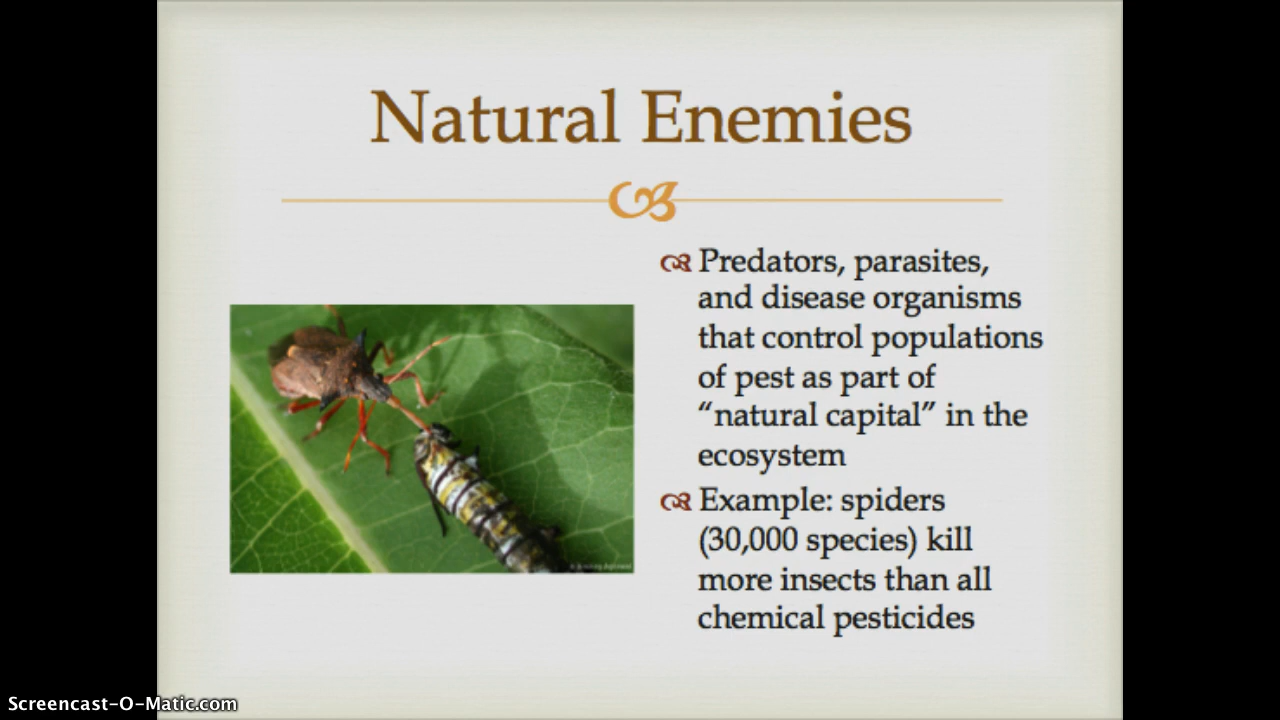 Natural Enemies
Predators, parasites,
and disease organisms
that control populations
of pest as part of
“natural capital” in the
ecosystem
Example: spiders
(30,000 species) kill
more insects than all
chemical pesticides
Screencast-O-Matic.com